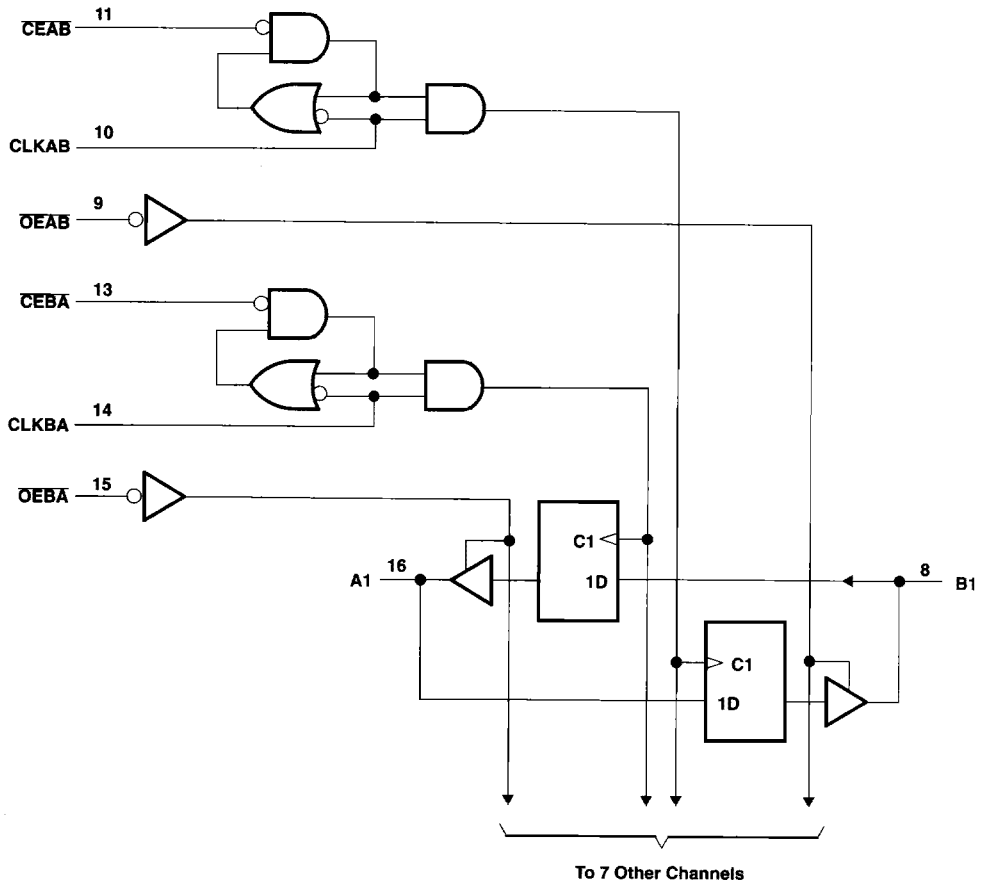 CEAB 11
10
CLKAB
9
OEAB
CEBA 13
14
CLKBA
OEBA 15
C1
A1 16 1D 8 B1
C1
1D
To 7 Other Channels